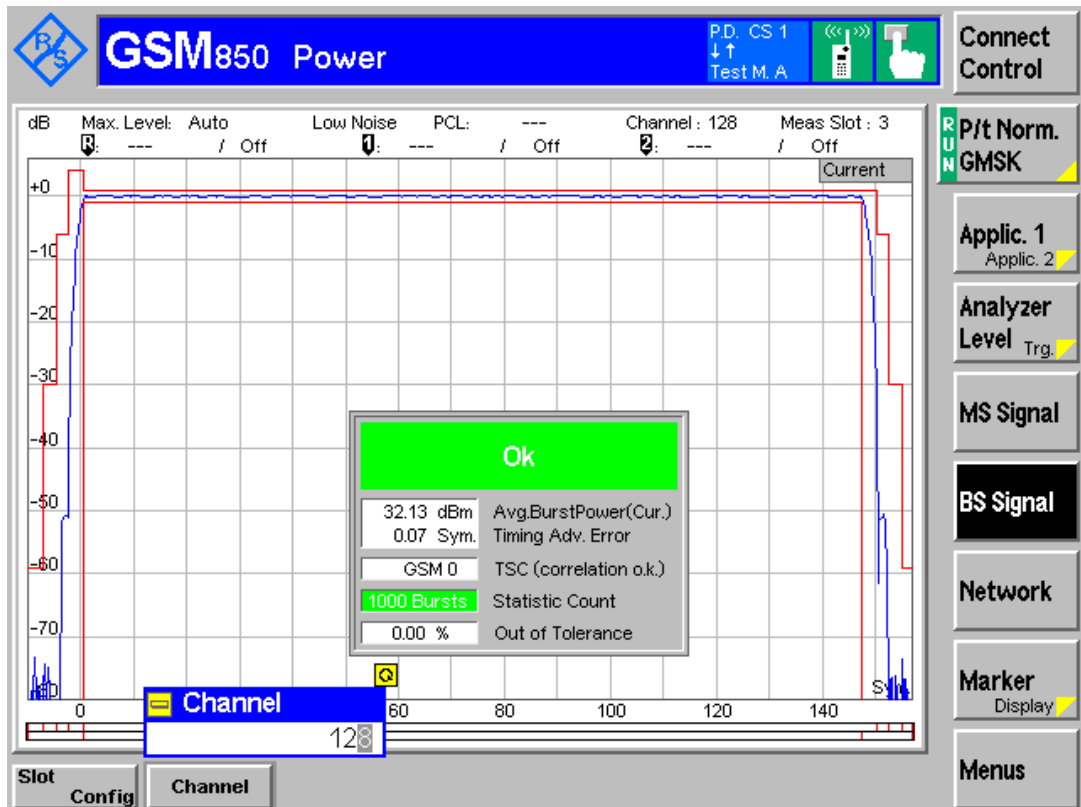 R/S
GSM850 Power
P.D. CS 1
↓↑
Test M. A
Connect
Control
dB Max. Level: Auto Low Noise PCL: --- Channel : 128 Meas Slot : 3
R: --- / Off 1: --- / Off 2: --- / Off
Current
+0
-10
-20
-30
-40
-50
-60
-70
Ok
32.13 dBm Avg.BurstPower(Cur.)
0.07 Sym. Timing Adv. Error
GSM 0 TSC (correlation o.k.)
1000 Bursts Statistic Count
0.00 % Out of Tolerance
0 60 80 100 120 140
Channel
128
Slot
Config
Channel
RUN
P/t Norm.
GMSK
Applic. 1
Applic. 2
Analyzer
Level Trg.
MS Signal
BS Signal
Network
Marker
Display
Menus